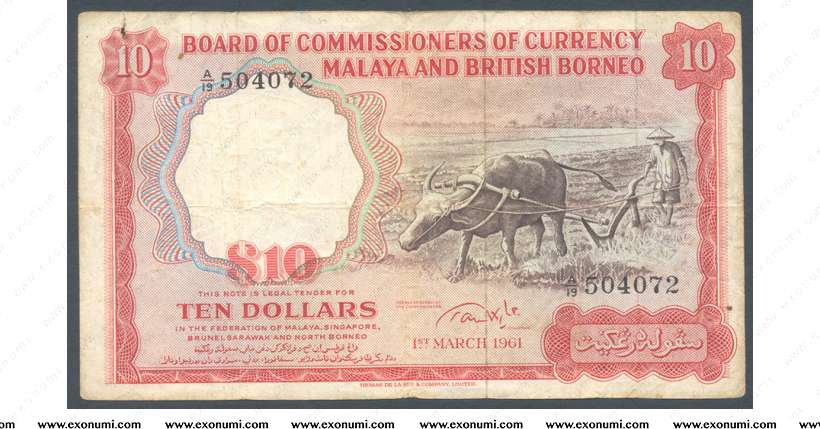 10
BOARD OF COMMISSIONERS OF CURRENCY
MALAYA AND BRITISH BORNEO
10
A/19 504072
$10
A/19 504072
THIS NOTE IS LEGAL TENDER FOR
TEN DOLLARS
IN THE FEDERATION OF MALAYA, SINGAPORE,
BRUNEI, SARAWAK AND NORTH BORNEO
1ST MARCH 1961
سڤوله رڠݢيت
THOMAS DE LA RUE & COMPANY, LIMITED.
www.exonumi.com www.exonumi.com www.exonumi.com www.exonumi.com www.exonumi.com